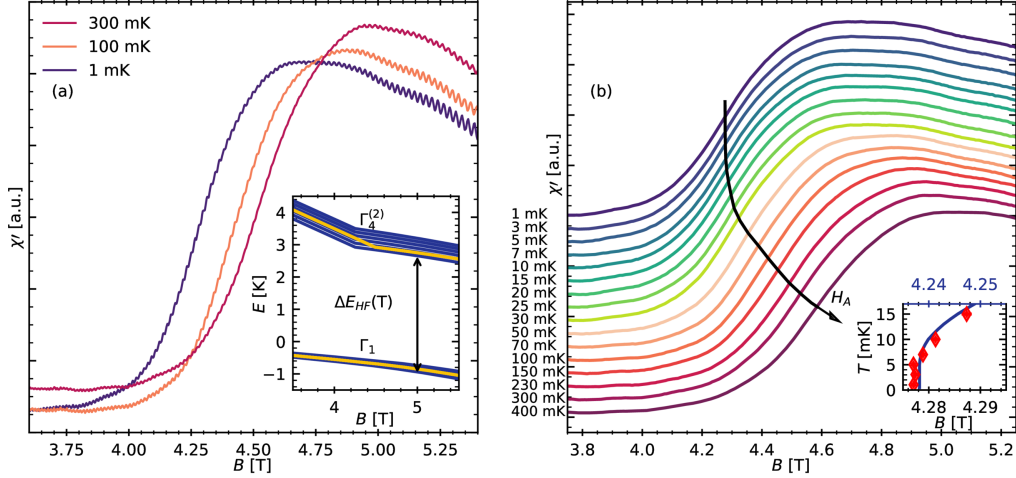 300 mK
100 mK
1 mK
(a)
χ′ [a.u.]
3.75 4.00 4.25 4.50 4.75 5.00 5.25
B [T]
4
3
2
1
0
−1
E [K]
Γ4(2)
ΔEHF(T)
Γ1
4 5
B [T]
(b)
χ′ [a.u.]
1 mK
3 mK
5 mK
7 mK
10 mK
15 mK
20 mK
25 mK
30 mK
50 mK
70 mK
100 mK
150 mK
230 mK
300 mK
400 mK
HA
3.8 4.0 4.2 4.4 4.6 4.8 5.0 5.2
B [T]
4.24 4.25
T [mK]
15
10
5
0
4.28 4.29
B [T]